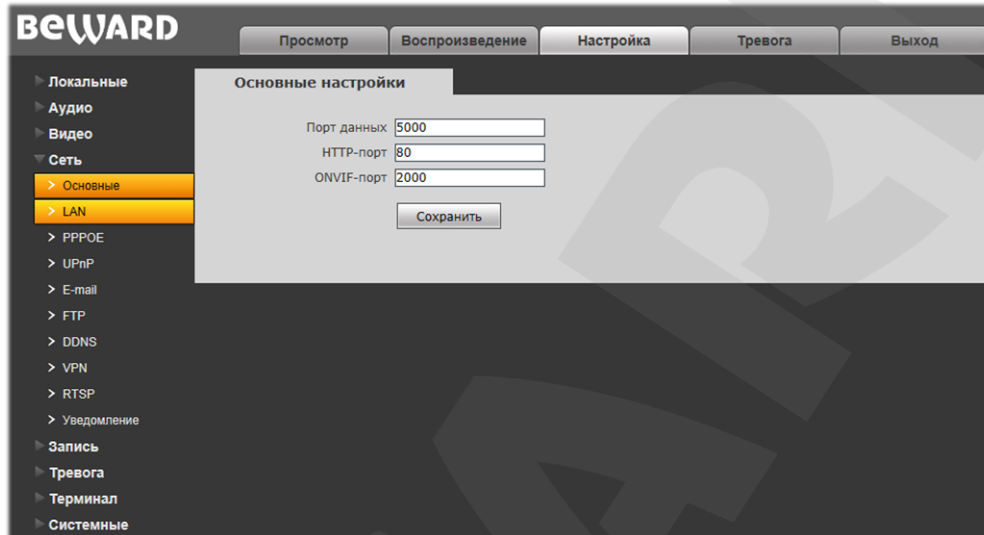 BEWARD
Просмотр
Воспроизведение
Настройка
Тревога
Выход
Локальные
Аудио
Видео
Сеть
Основные
LAN
PPPOE
UPnP
E-mail
FTP
DDNS
VPN
RTSP
Уведомление
Запись
Тревога
Терминал
Системные
Основные настройки
Порт данных 5000
HTTP-порт 80
ONVIF-порт 2000
Сохранить